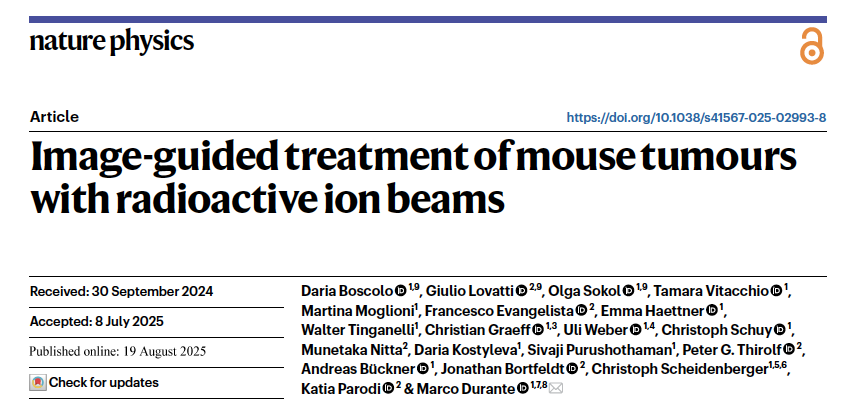 nature physics
Article
https://doi.org/10.1038/s41567-025-02993-8
Image-guided treatment of mouse tumours
with radioactive ion beams
Received: 30 September 2024
Accepted: 8 July 2025
Published online: 19 August 2025
Check for updates
Daria Boscolo 1,9, Giulio Lovatti 2,9, Olga Sokol 1,9, Tamara Vitacchio 1,
Martina Moglioni1, Francesco Evangelista 2, Emma Haettner 1,
Walter Tinganelli1, Christian Graeff 1,3, Uli Weber 1,4, Christoph Schuy 1,
Munetaka Nitta2, Daria Kostyleva1, Sivaji Purushothaman1, Peter G. Thirolf 2,
Andreas Bückner 1, Jonathan Bortfeldt 2, Christoph Scheidenberger1,5,6,
Katia Parodi 2 & Marco Durante 1,7,8